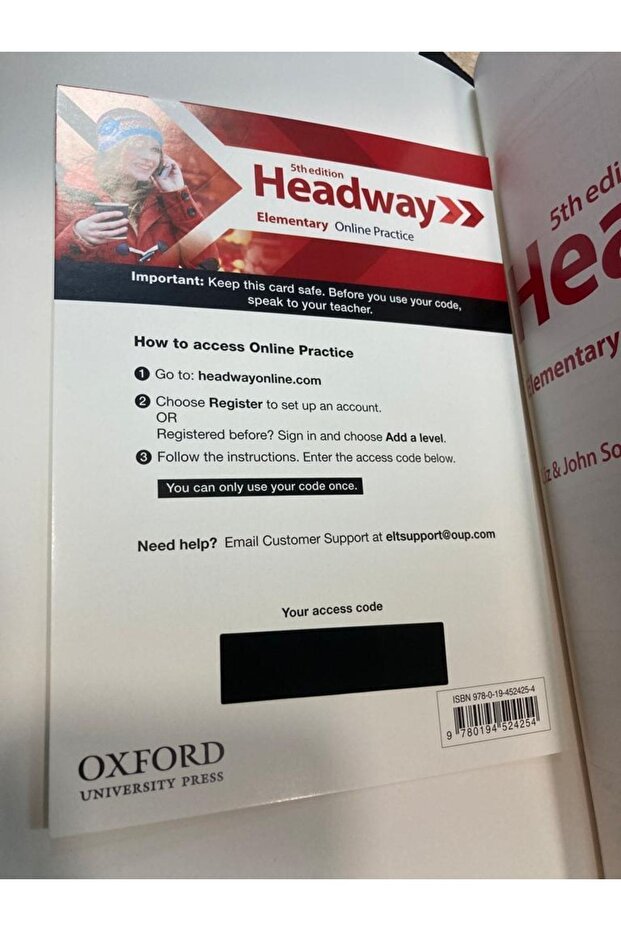 5th edition
Headway
Elementary Online Practice
Important: Keep this card safe. Before you use your code,
speak to your teacher.
How to access Online Practice
1 Go to: headwayonline.com
2 Choose Register to set up an account.
OR
Registered before? Sign in and choose Add a level.
3 Follow the instructions. Enter the access code below.
You can only use your code once.
Need help? Email Customer Support at eltsupport@oup.com
Your access code
ISBN 978-0-19-452425-4
9 780194 524254
OXFORD
UNIVERSITY PRESS
5th edi
Hea
Elementary
z & John So